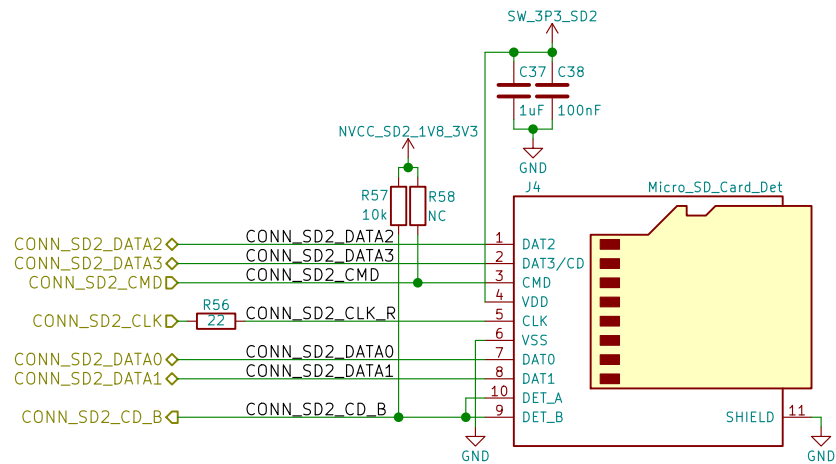 SW_3P3_SD2
C37 C38
1uF 100nF
NVCC_SD2_1V8_3V3
GND
R57 R58
10k NC
J4 Micro_SD_Card_Det
CONN_SD2_DATA2 CONN_SD2_DATA2 1 DAT2
CONN_SD2_DATA3 CONN_SD2_DATA3 2 DAT3/CD
CONN_SD2_CMD CONN_SD2_CMD 3 CMD
4 VDD
R56
CONN_SD2_CLK 22 CONN_SD2_CLK_R 5 CLK
6 VSS
CONN_SD2_DATA0 CONN_SD2_DATA0 7 DAT0
CONN_SD2_DATA1 CONN_SD2_DATA1 8 DAT1
10 DET_A
CONN_SD2_CD_B CONN_SD2_CD_B 9 DET_B SHIELD 11
GND GND